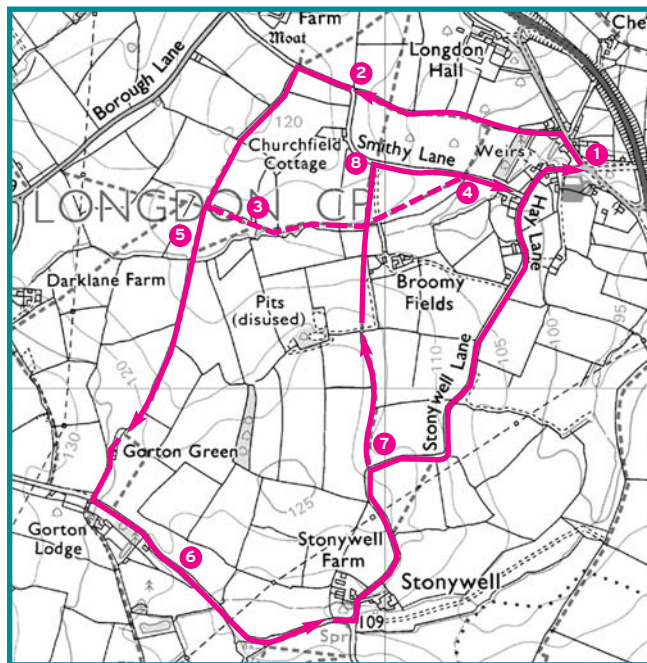 Farm
Moat
Che
Longdon
Hall
Borough Lane
2
120
Churchfield
Cottage
Smithy Lane
Weirs
1
8
4
LONGDON CP
3
Hay Lane
5
Darklane Farm
Pits
(disused)
Broomy
Fields
95
100
105
110
Stonywell Lane
120
130
Gorton Green
7
125
Gorton
Lodge
6
Stonywell
Farm
Stonywell
109
Spr